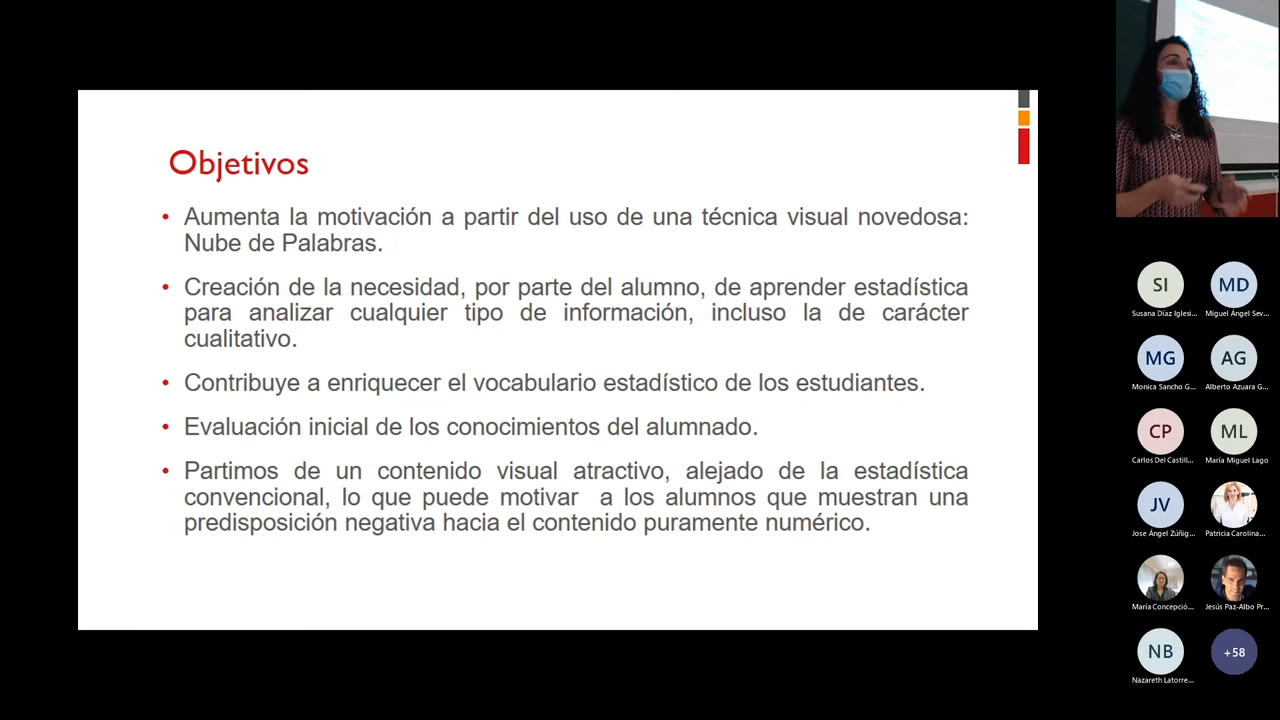 Objetivos
• Aumenta la motivación a partir del uso de una técnica visual novedosa:
Nube de Palabras.
• Creación de la necesidad, por parte del alumno, de aprender estadística
para analizar cualquier tipo de información, incluso la de carácter
cualitativo.
• Contribuye a enriquecer el vocabulario estadístico de los estudiantes.
• Evaluación inicial de los conocimientos del alumnado.
• Partimos de un contenido visual atractivo, alejado de la estadística
convencional, lo que puede motivar a los alumnos que muestran una
predisposición negativa hacia el contenido puramente numérico.
SI
MD
Susana Díaz Iglesi...
Miguel Ángel Sev...
MG
AG
Monica Sancho G...
Alberto Azuara G...
CP
ML
Carlos Del Castill...
María Miguel Lago
JV
Jose Ángel Zúñig...
Patricia Carolina...
María Concepció...
Jesús Paz-Albo Pr...
NB
+58
Nazareth Latorre...